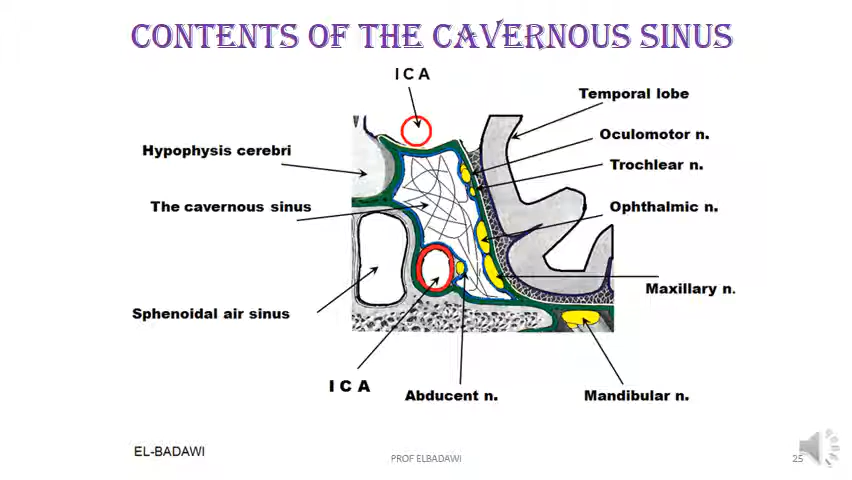 CONTENTS OF THE CAVERNOUS SINUS
I C A
Temporal lobe
Oculomotor n.
Hypophysis cerebri
Trochlear n.
The cavernous sinus
Ophthalmic n.
Maxillary n.
Sphenoidal air sinus
I C A
Abducent n.
Mandibular n.
EL-BADAWI
PROF ELBADAWI
25